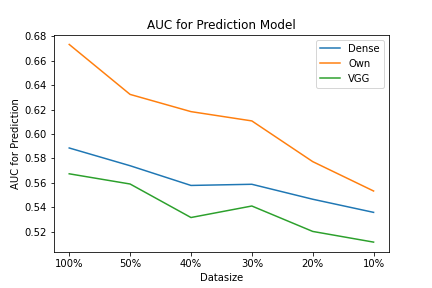 AUC for Prediction Model
Dense
Own
VGG
AUC for Prediction
0.68
0.66
0.64
0.62
0.60
0.58
0.56
0.54
0.52
100% 50% 40% 30% 20% 10%
Datasize